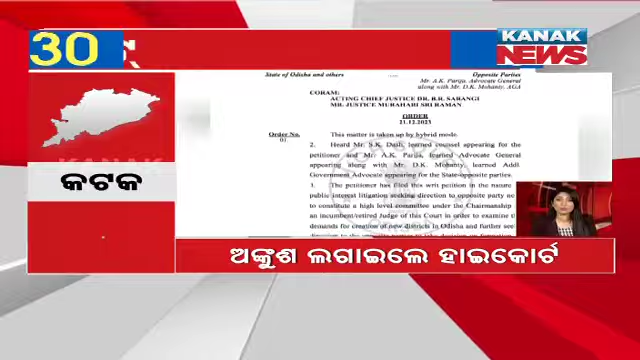 30
KANAK
NEWS
State of Odisha and others
Opposite Parties
Mr. A.K. Parija, Advocate General
along with Mr. D.K. Mohanty, AGA
CORAM:
ACTING CHIEF JUSTICE DR. B.R. SARANGI
MR. JUSTICE MURAHARI SRI RAMAN
ORDER
21.12.2023
Order No.
01.
This matter is taken up by hybrid mode.
2. Heard Mr. S.K. Dash, learned counsel appearing for the
petitioner and Mr. A.K. Parija, learned Advocate General
appearing along with Mr. D.K. Mohanty, learned Addl.
Government Advocate appearing for the State-opposite parties.
3. The petitioner has filed this writ petition in the nature
public interest litigation seeking direction to opposite party no
to constitute a high level committee under the Chairmanship
an incumbent/retired Judge of this Court in order to examine t
demands for creation of new districts in Odisha and further seek
KANAK NEWS
କଟକ
ଅଙ୍କୁଶ ଲଗାଇଲେ ହାଇକୋର୍ଟ